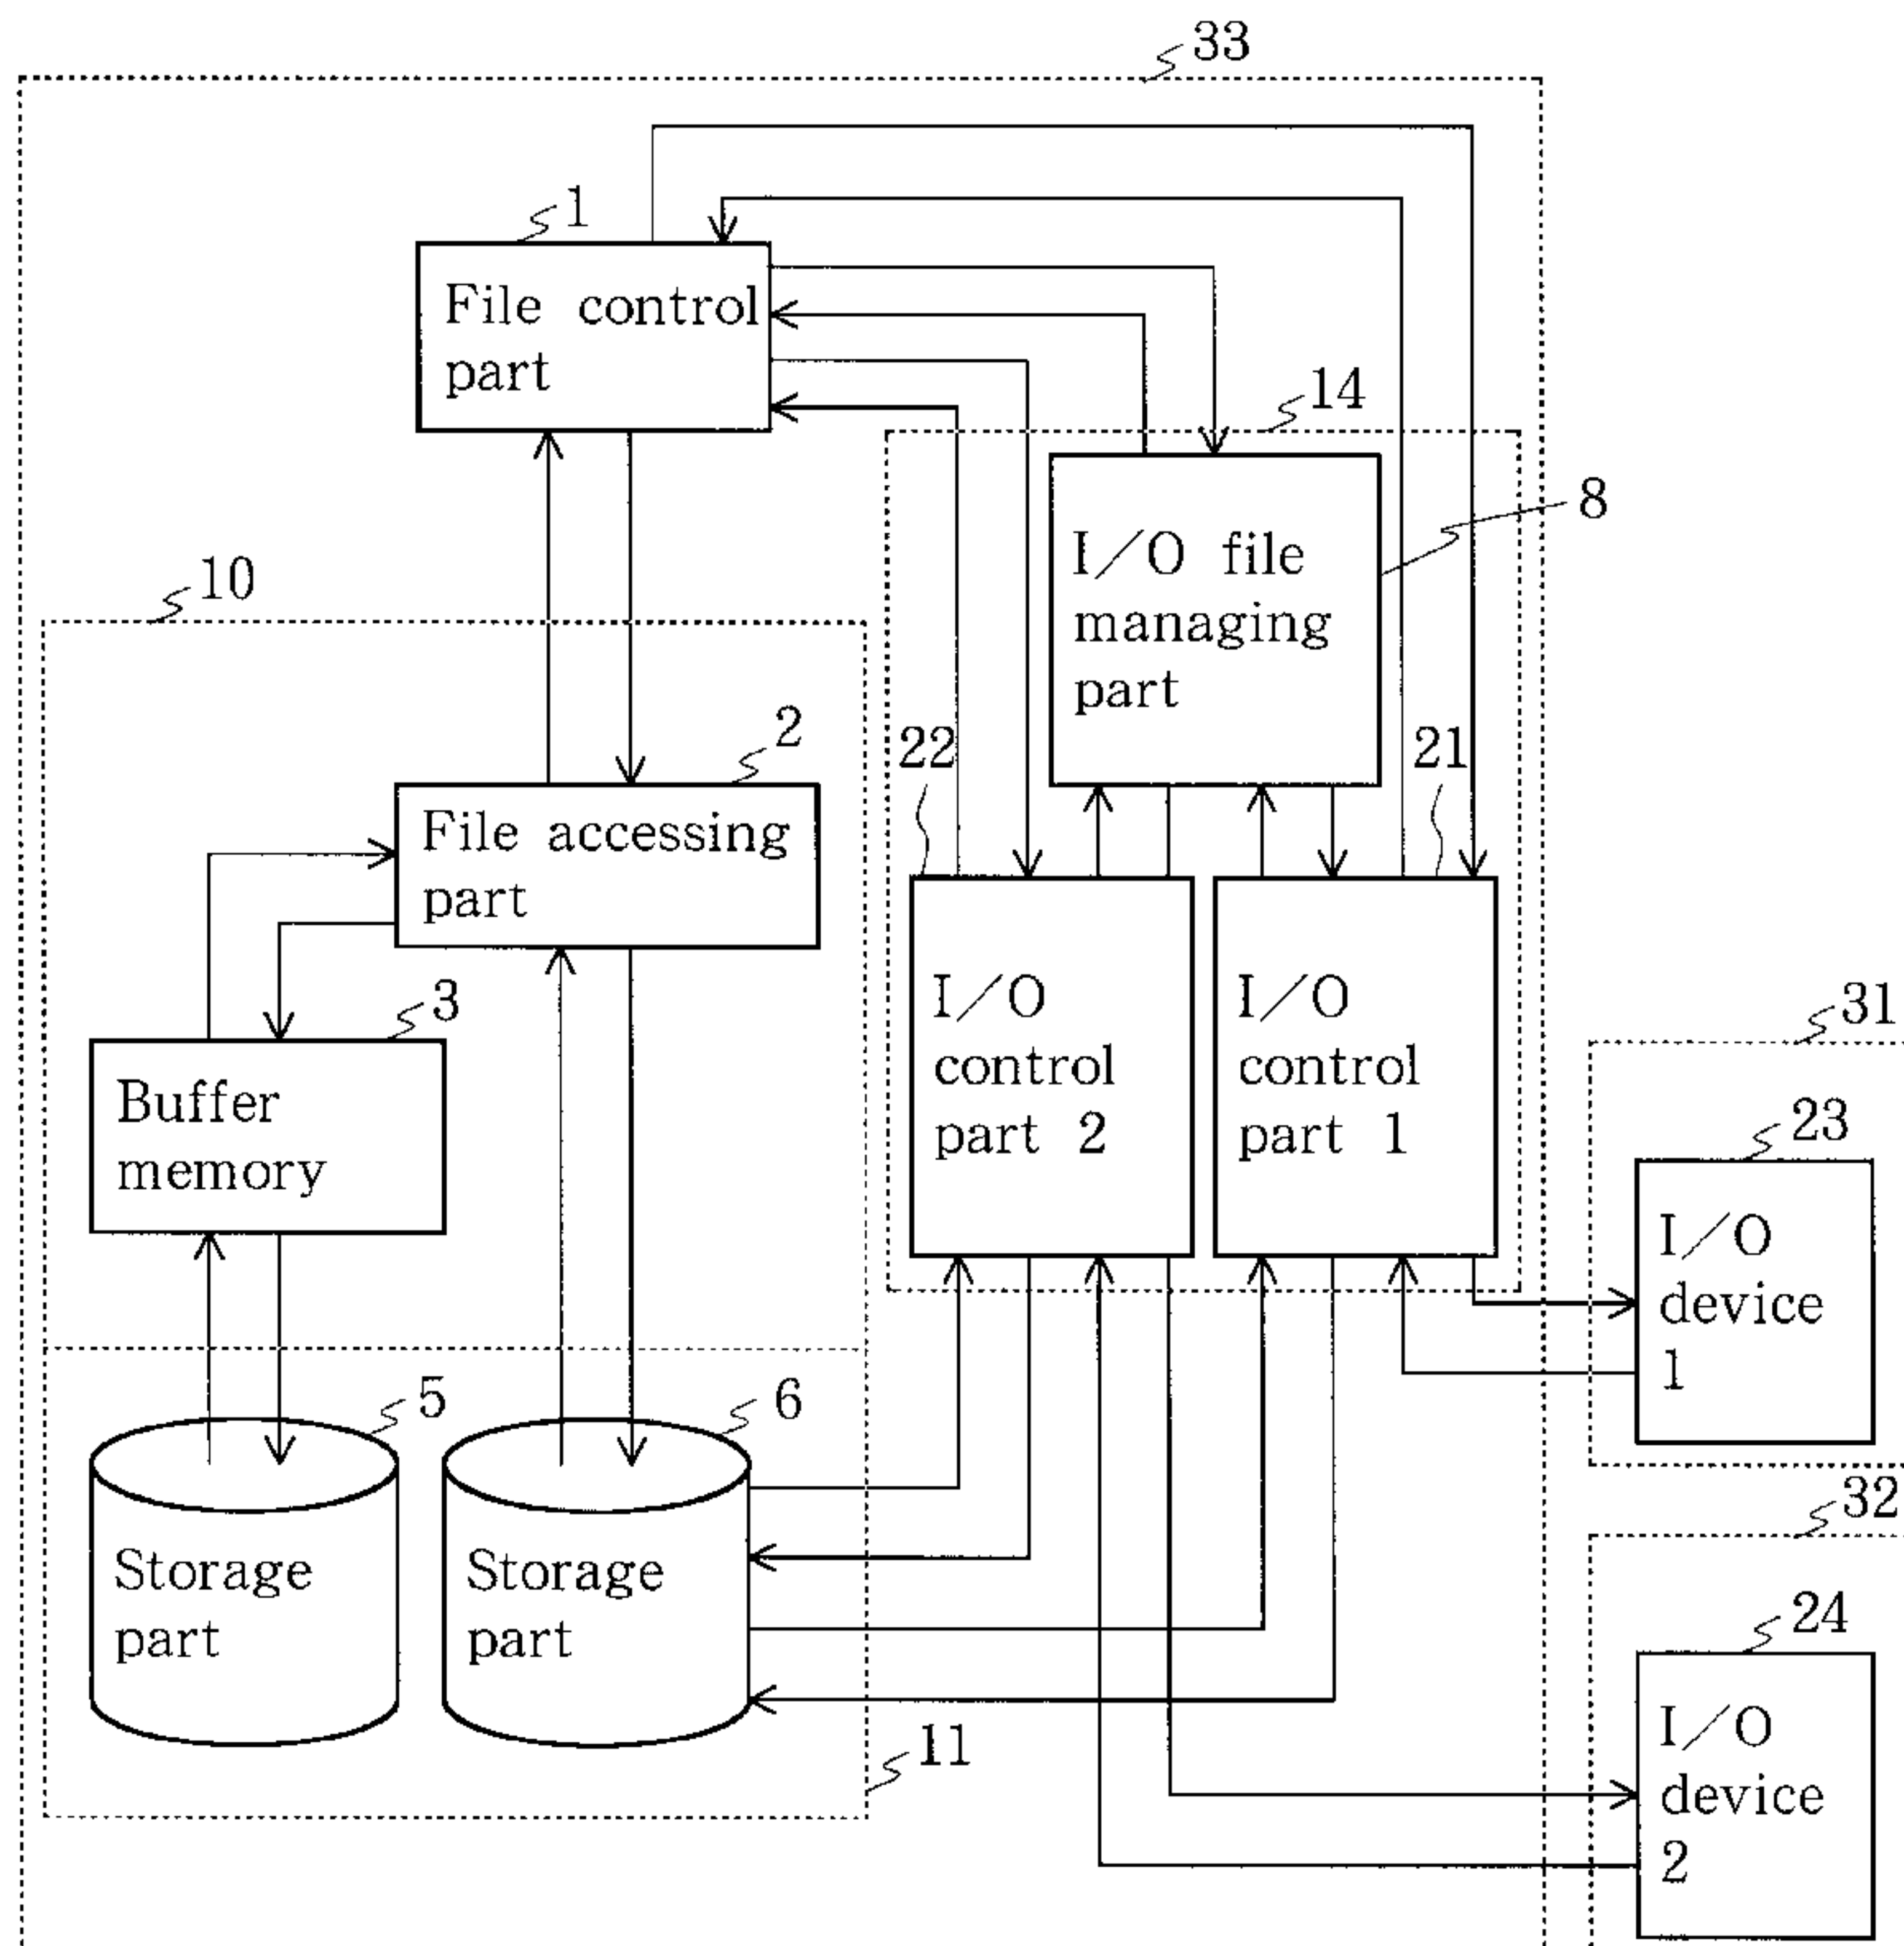 33
1
File control
part
14
8
I/O file
managing
part
10
2
File accessing
part
22
21
3
Buffer
memory
I/O
control
part 2
I/O
control
part 1
31
23
I/O
device
1
5
Storage
part
6
Storage
part
32
24
I/O
device
2
11